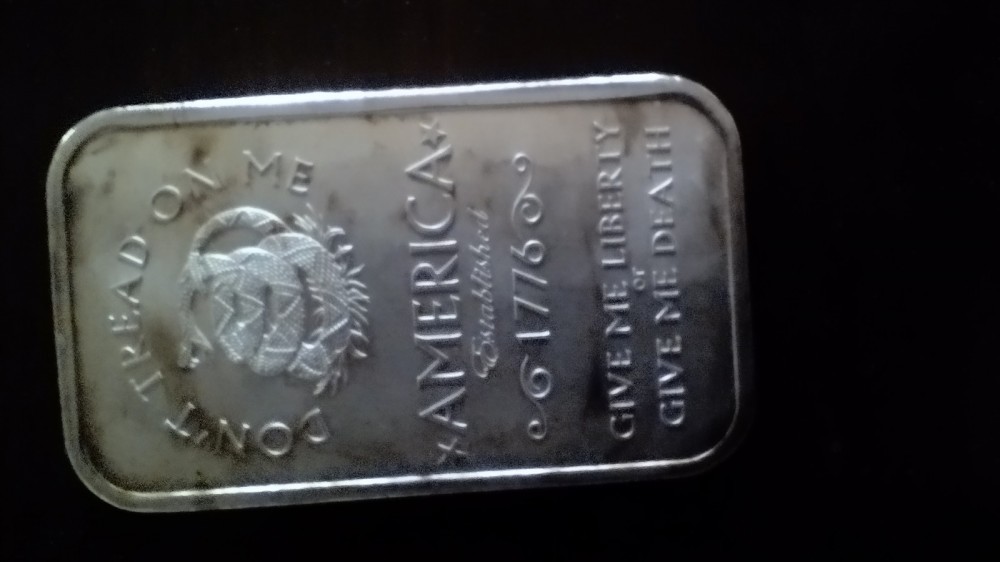 DON'T TREAD ON ME
AMERICA
Established
1776
GIVE ME LIBERTY
or
GIVE ME DEATH